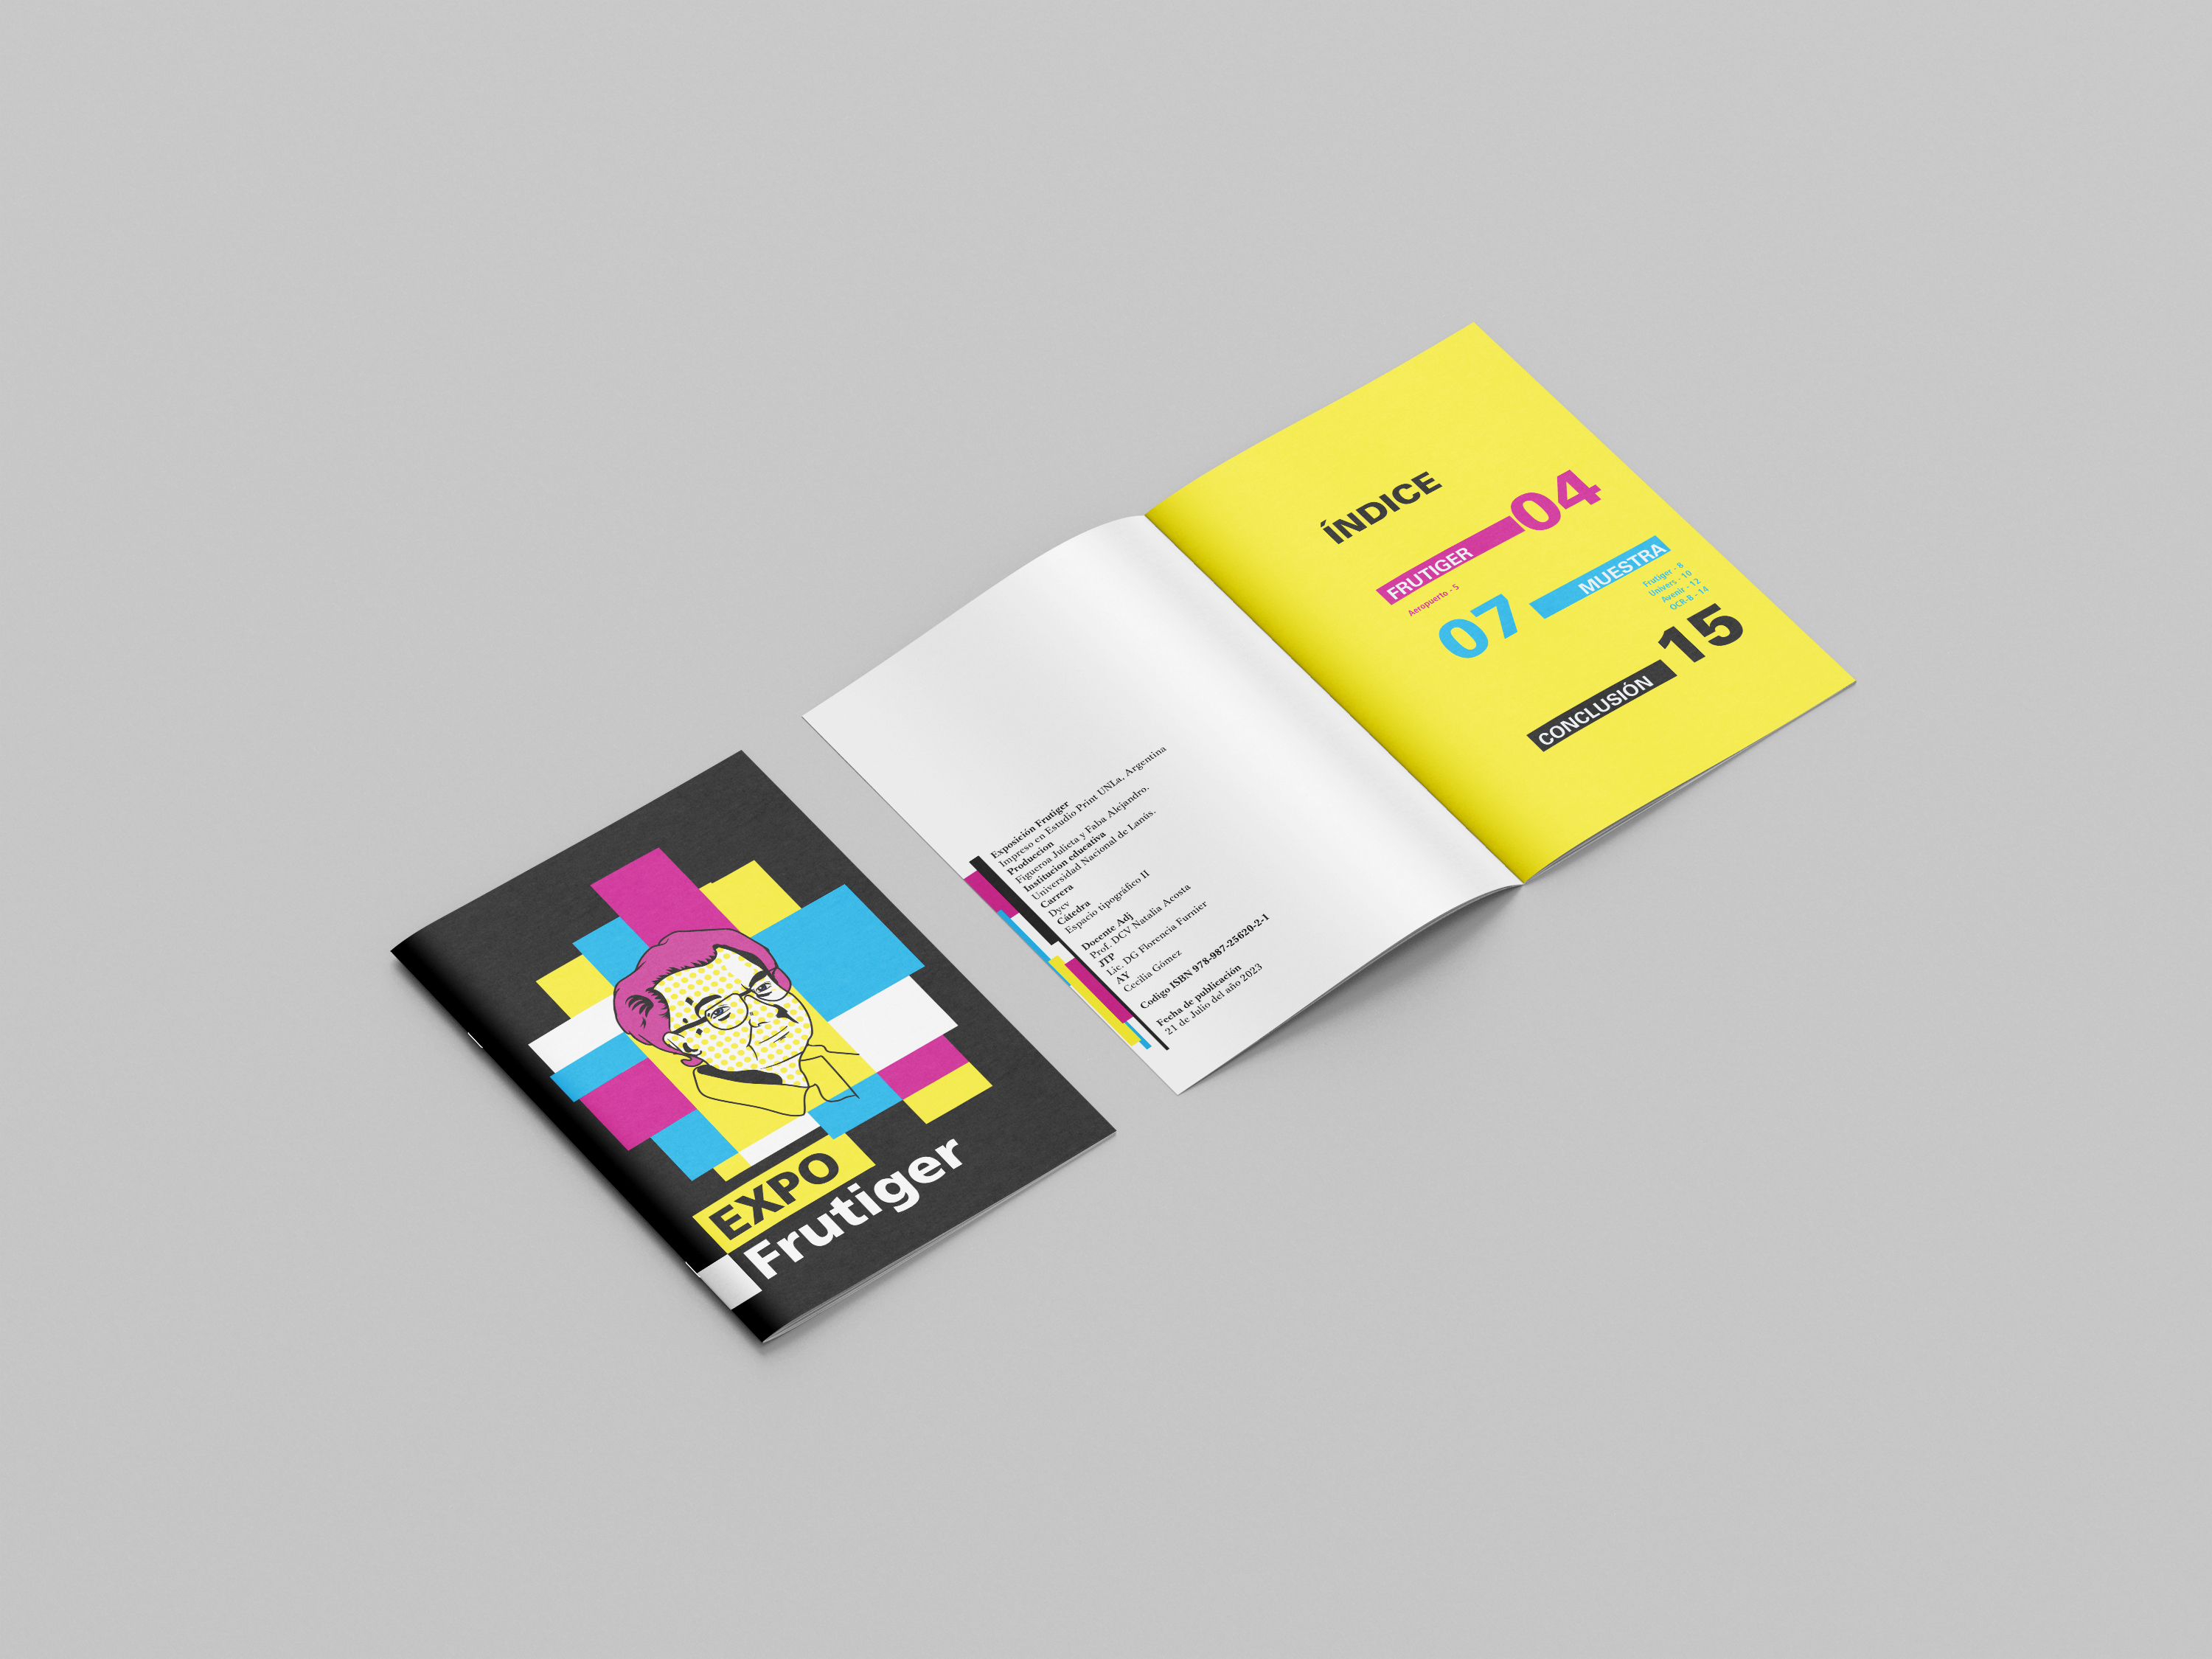 EXPO
Frutiger
Exposición Frutiger
Impreso en Estudio Print UNLa, Argentina
Produccion
Figueroa Julieta y Faba Alejandro.
Institucion educativa
Universidad Nacional de Lanús.
Carrera
Dycv
Cátedra
Espacio tipográfico II
Docente Adj
Prof. DCV Natalia Acosta
JTP
Lic. DG Florencia Furnier
AY
Cecilia Gómez
Codigo ISBN 978-987-25620-2-1
Fecha de publicación
21 de Julio del año 2023
ÍNDICE
FRUTIGER 04
Aeropuerto - 5
07 MUESTRA
Frutiger - 8
Univers - 10
Avenir - 12
OCR-B - 14
CONCLUSIÓN 15